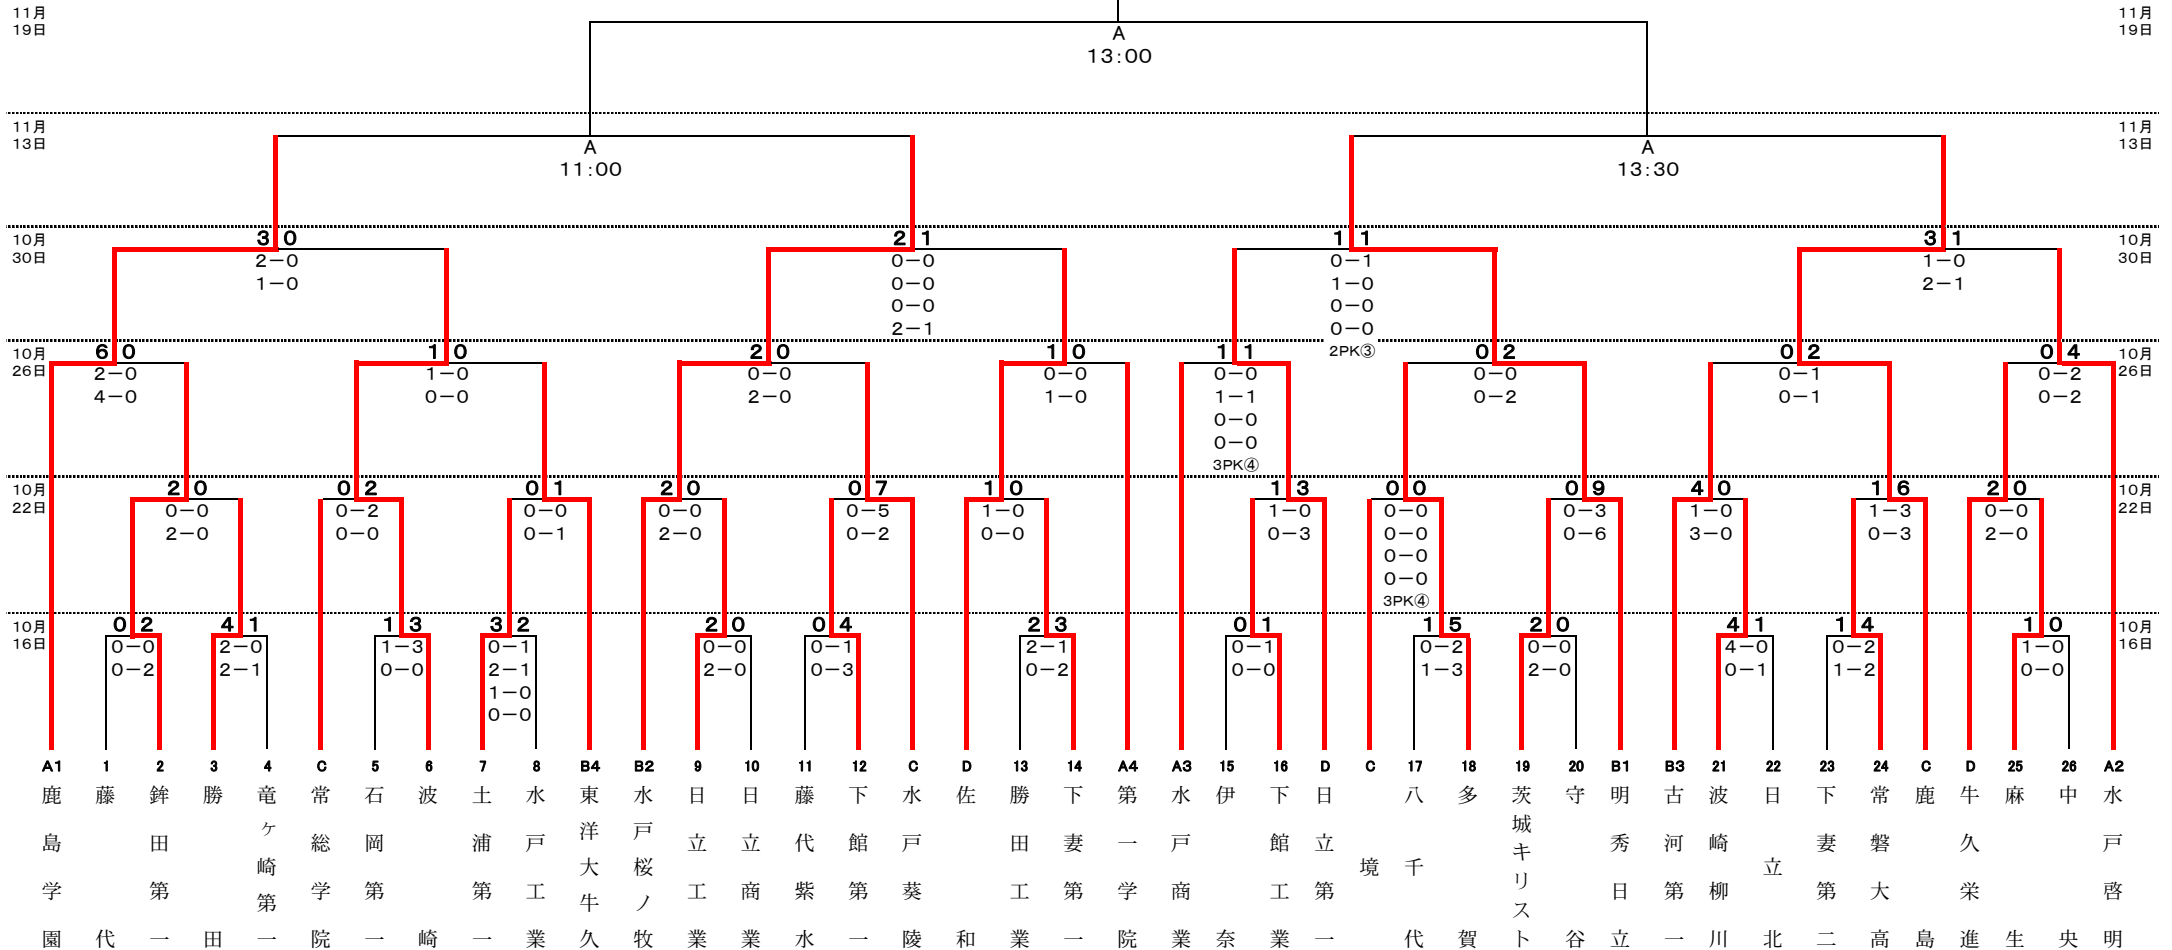 11月
19日
A
13:00
11月
19日
11月
13日
A
11:00
A
13:30
11月
13日
10月
30日
3 0
2-0
1-0
2 1
0-0
0-0
0-0
2-1
1 1
0-1
1-0
0-0
0-0
2PK③
3 1
1-0
2-1
10月
30日
10月
26日
6 0
2-0
4-0
1 0
1-0
0-0
2 0
0-0
2-0
1 0
0-0
1-0
1 1
0-0
1-1
0-0
0-0
3PK④
0 2
0-0
0-2
0 2
0-1
0-1
0 4
0-2
0-2
10月
26日
10月
22日
2 0
0-0
2-0
0 2
0-2
0-0
0 1
0-0
0-1
2 0
0-0
2-0
0 7
0-5
0-2
1 0
1-0
0-0
1 3
1-0
0-3
0 0
0-0
0-0
0-0
0-0
3PK④
0 9
0-3
0-6
4 0
1-0
3-0
1 6
1-3
0-3
2 0
0-0
2-0
10月
22日
10月
16日
0 2
0-0
0-2
4 1
2-0
2-1
1 3
1-3
0-0
3 2
0-1
2-1
1-0
0-0
2 0
0-0
2-0
0 4
0-1
0-3
2 3
2-1
0-2
0 1
0-1
0-0
1 5
0-2
1-3
2 0
0-0
2-0
4 1
4-0
0-1
1 4
0-2
1-2
1 0
1-0
0-0
10月
16日
A1 鹿島学園
1 藤代
2 鉾田第一
3 勝田
4 竜ヶ崎第一
C 常総学院
5 石岡第一
6 波崎
7 土浦第一
8 水戸工業
B4 東洋大牛久
B2 水戸桜ノ牧
9 日立工業
10 日立商業
11 藤代紫水
12 下館第一
C 水戸葵陵
D 佐和
13 勝田工業
14 下妻第一
A4 第一学院
A3 水戸商業
15 伊奈
16 下館工業
D 日立第一
C 境
17 八千代
18 多賀
19 茨城キリスト
20 守谷
B1 明秀日立
B3 古河第一
21 波崎柳川
22 日立北
23 下妻第二
24 常磐大高
C 鹿島
D 牛久栄進
25 麻生
26 中央
A2 水戸啓明